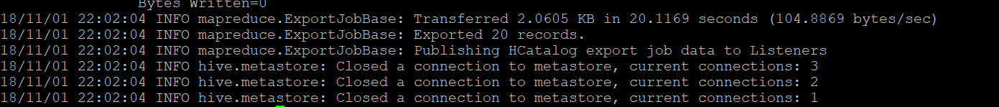 Bytes Written=0
18/11/01 22:02:04 INFO mapreduce.ExportJobBase: Transferred 2.0605 KB in 20.1169 seconds (104.8869 bytes/sec)
18/11/01 22:02:04 INFO mapreduce.ExportJobBase: Exported 20 records.
18/11/01 22:02:04 INFO mapreduce.ExportJobBase: Publishing HCatalog export job data to Listeners
18/11/01 22:02:04 INFO hive.metastore: Closed a connection to metastore, current connections: 3
18/11/01 22:02:04 INFO hive.metastore: Closed a connection to metastore, current connections: 2
18/11/01 22:02:04 INFO hive.metastore: Closed a connection to metastore, current connections: 1